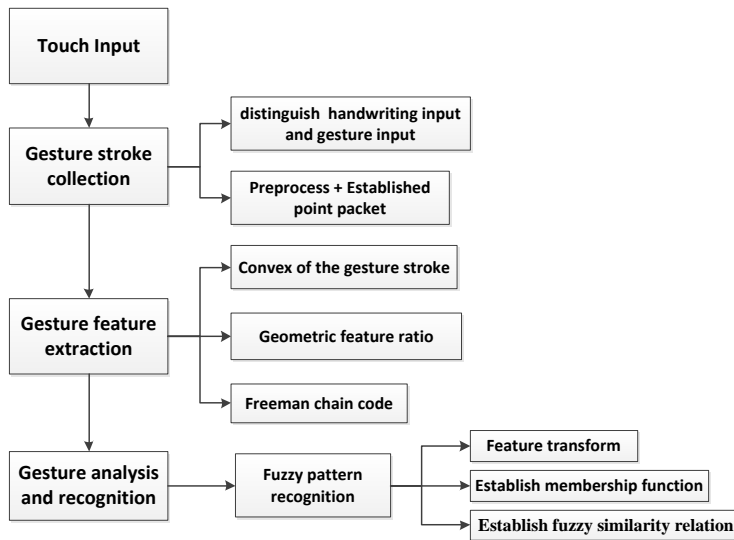 Touch Input
distinguish handwriting input
and gesture input
Gesture stroke
collection
Preprocess + Established
point packet
Convex of the gesture stroke
Gesture feature
extraction
Geometric feature ratio
Freeman chain code
Gesture analysis
and recognition
Fuzzy pattern
recognition
Feature transform
Establish membership function
Establish fuzzy similarity relation